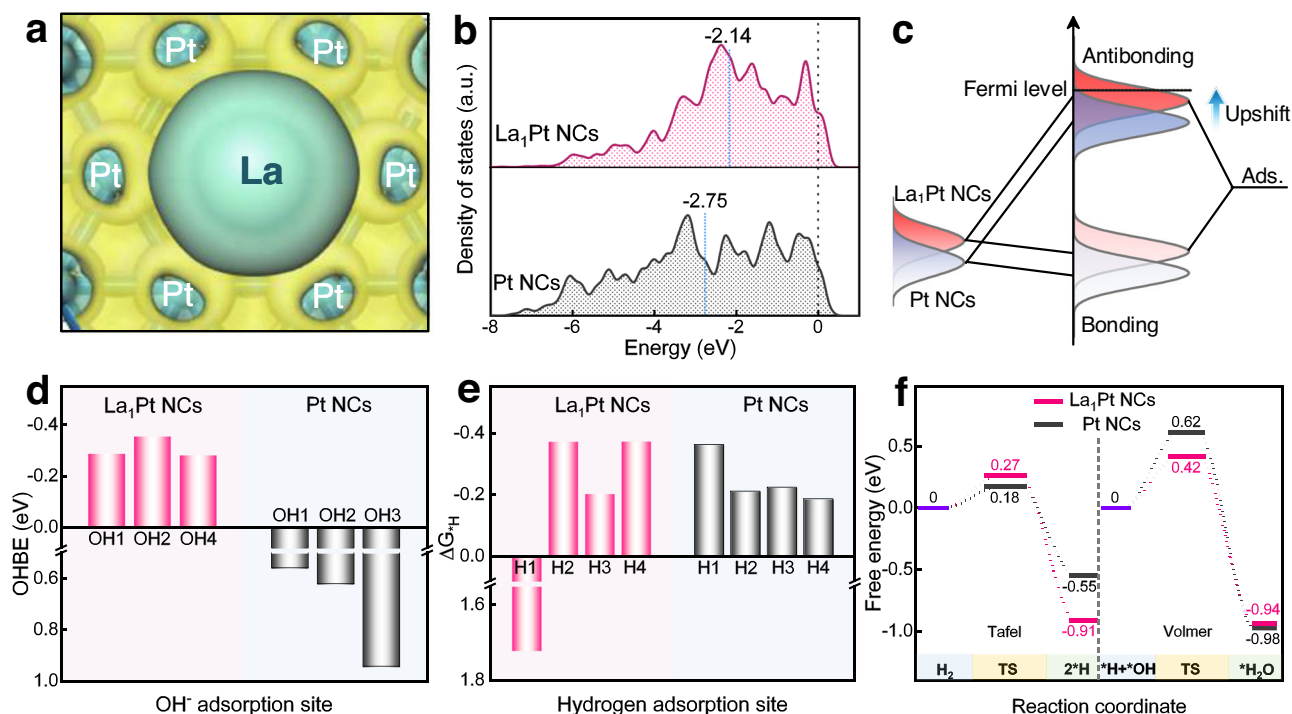 a
Pt
Pt
Pt
La
Pt
Pt
Pt
b
-2.14
La₁Pt NCs
-2.75
Pt NCs
Density of states (a.u.)
-8
-6
-4
-2
0
Energy (eV)
c
Antibonding
Fermi level
Upshift
Ads.
La₁Pt NCs
Pt NCs
Bonding
d
La₁Pt NCs
Pt NCs
-0.4
-0.2
0.0
0.6
0.8
1.0
OHBE (eV)
OH1 OH2 OH4
OH1 OH2 OH3
OH⁻ adsorption site
e
La₁Pt NCs
Pt NCs
-0.4
-0.2
0.0
1.6
1.8
ΔG*H
H1 H2 H3 H4
H1 H2 H3 H4
Hydrogen adsorption site
f
La₁Pt NCs
Pt NCs
0.5
0.0
-0.5
-1.0
Free energy (eV)
0
0.27
0.18
-0.55
-0.91
0
0.62
0.42
-0.94
-0.98
Tafel
Volmer
H₂
TS
2*H
*H+*OH
TS
*H₂O
Reaction coordinate